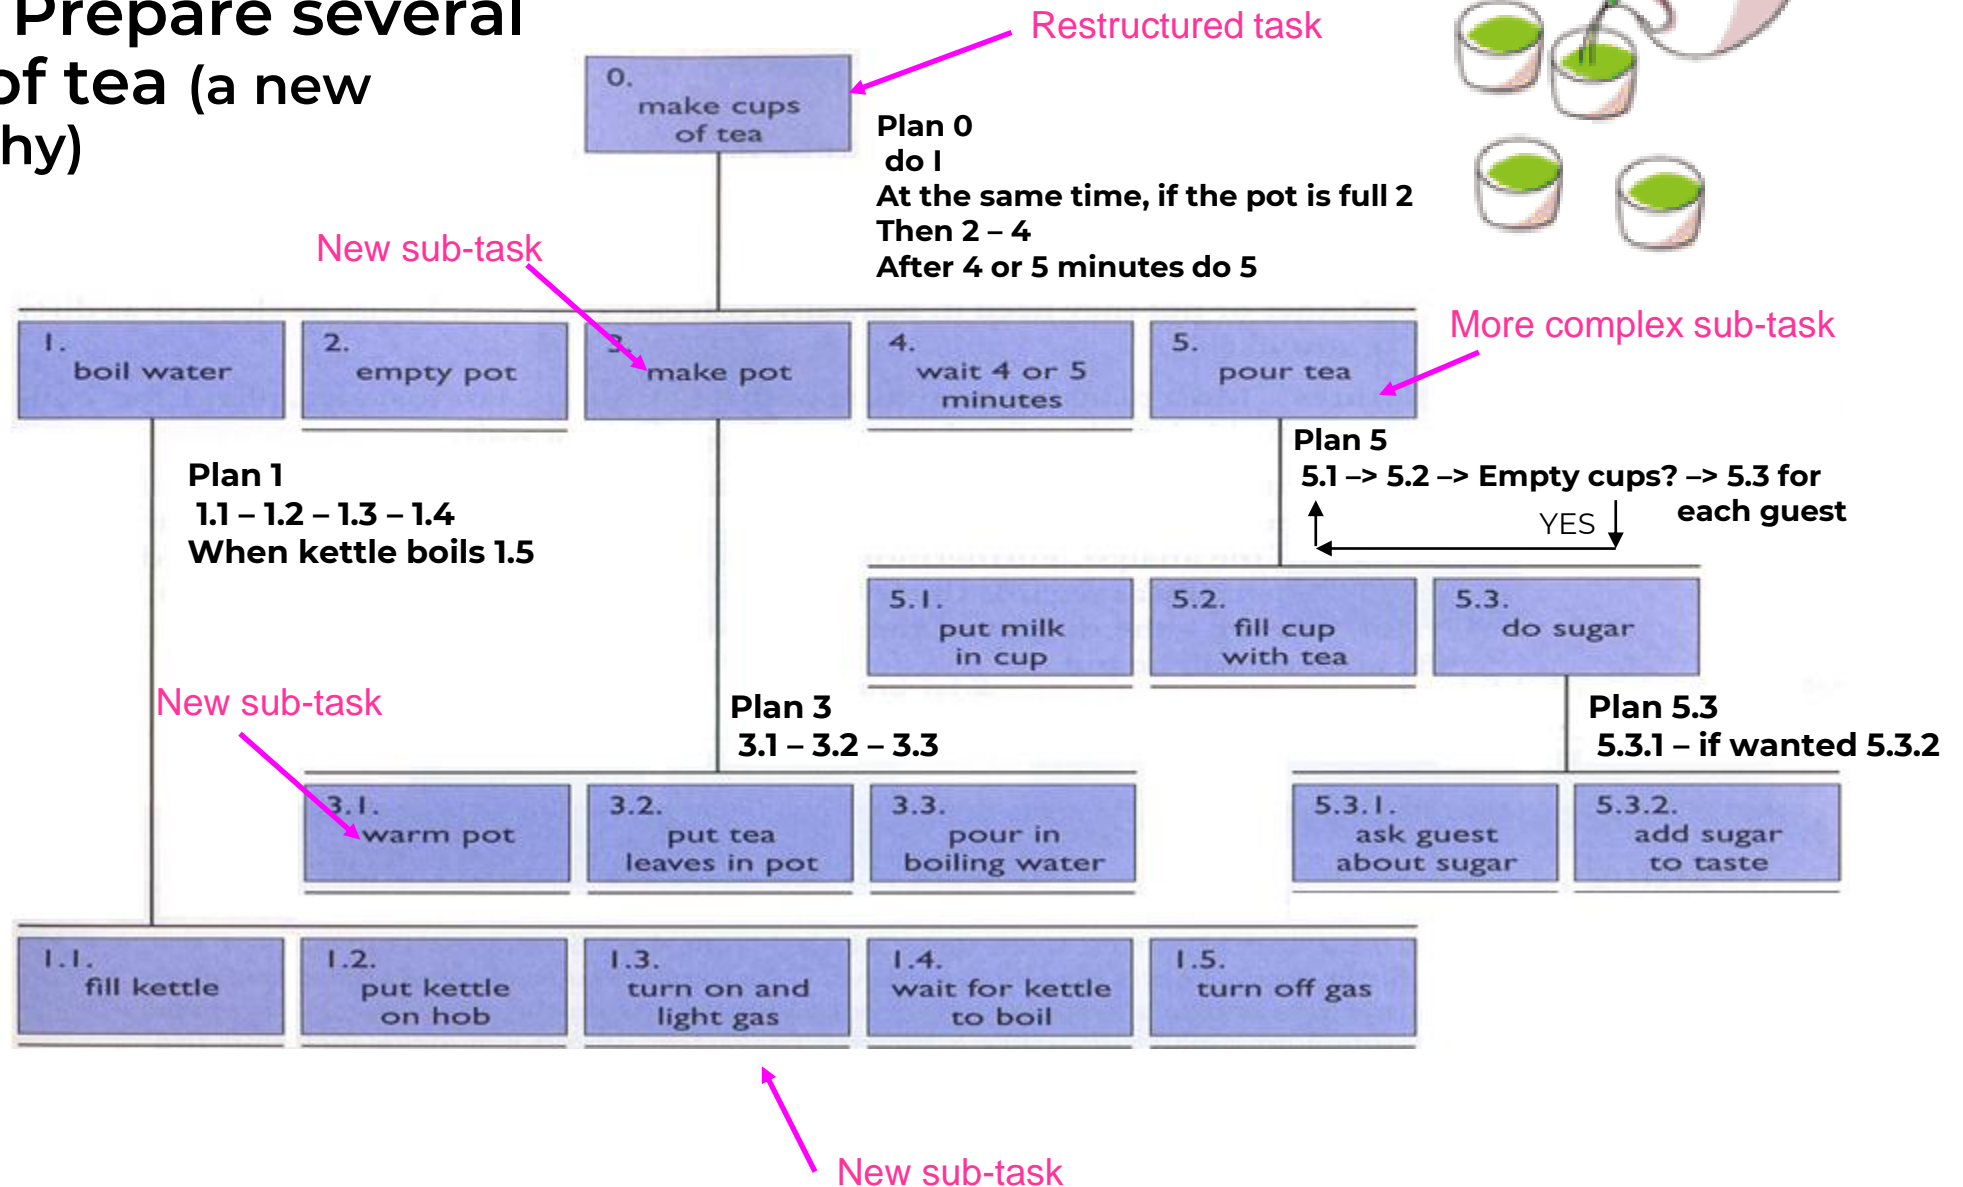 Prepare several
of tea (a new
hy)
Restructured task
0.
make cups
of tea
Plan 0
do I
At the same time, if the pot is full 2
Then 2 – 4
After 4 or 5 minutes do 5
New sub-task
More complex sub-task
1.
boil water
2.
empty pot
3.
make pot
4.
wait 4 or 5
minutes
5.
pour tea
Plan 1
1.1 – 1.2 – 1.3 – 1.4
When kettle boils 1.5
Plan 5
5.1 –> 5.2 –> Empty cups? –> 5.3 for
each guest
YES
5.1.
put milk
in cup
5.2.
fill cup
with tea
5.3.
do sugar
New sub-task
Plan 3
3.1 – 3.2 – 3.3
Plan 5.3
5.3.1 – if wanted 5.3.2
3.1.
warm pot
3.2.
put tea
leaves in pot
3.3.
pour in
boiling water
5.3.1.
ask guest
about sugar
5.3.2.
add sugar
to taste
1.1.
fill kettle
1.2.
put kettle
on hob
1.3.
turn on and
light gas
1.4.
wait for kettle
to boil
1.5.
turn off gas
New sub-task